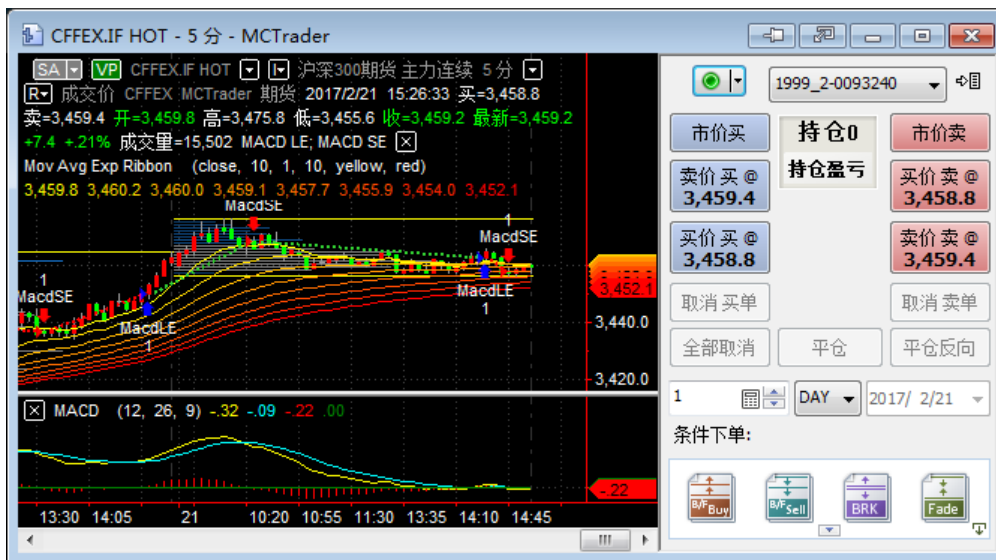 CFFEX.IF HOT - 5 分 - MCTrader
SA VP CFFEX.IF HOT 沪深300期货 主力连续 5分
R 成交价 CFFEX MCTrader 期货 2017/2/21 15:26:33 买=3,458.8
卖=3,459.4 开=3,459.8 高=3,475.8 低=3,455.6 收=3,459.2 最新=3,459.2
+7.4 +.21% 成交量=15,502 MACD LE; MACD SE
Mov Avg Exp Ribbon (close, 10, 1, 10, yellow, red)
3,459.8 3,460.2 3,460.0 3,459.1 3,457.7 3,455.9 3,454.0 3,452.1
MacdSE
1
MacdSE
1
MacdSE
MacdLE
1
MacdLE
1
3,452.1
3,440.0
3,420.0
MACD (12, 26, 9) -.32 -.09 -.22 .00
-.22
13:30 14:05 21 10:20 10:55 11:30 13:35 14:10 14:45
1999_2-0093240
市价买 持仓0 市价卖
持仓盈亏
卖价 买 @ 3,459.4
买价 卖 @ 3,458.8
买价 买 @ 3,458.8
卖价 卖 @ 3,459.4
取消 买单 取消 卖单
全部取消 平仓 平仓反向
1 DAY 2017/ 2/21
条件下单:
B/F Buy B/F Sell BRK Fade